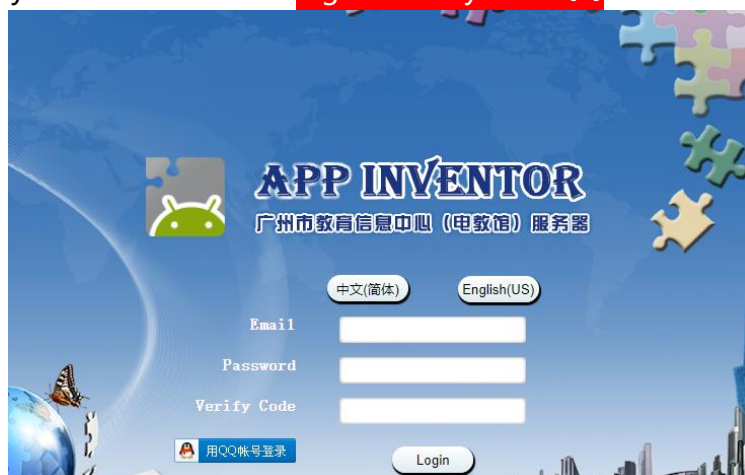 APP INVENTOR
广州市教育信息中心（电教馆）服务器
中文(简体) English(US)
Email
Password
Verify Code
用QQ帐号登录 Login